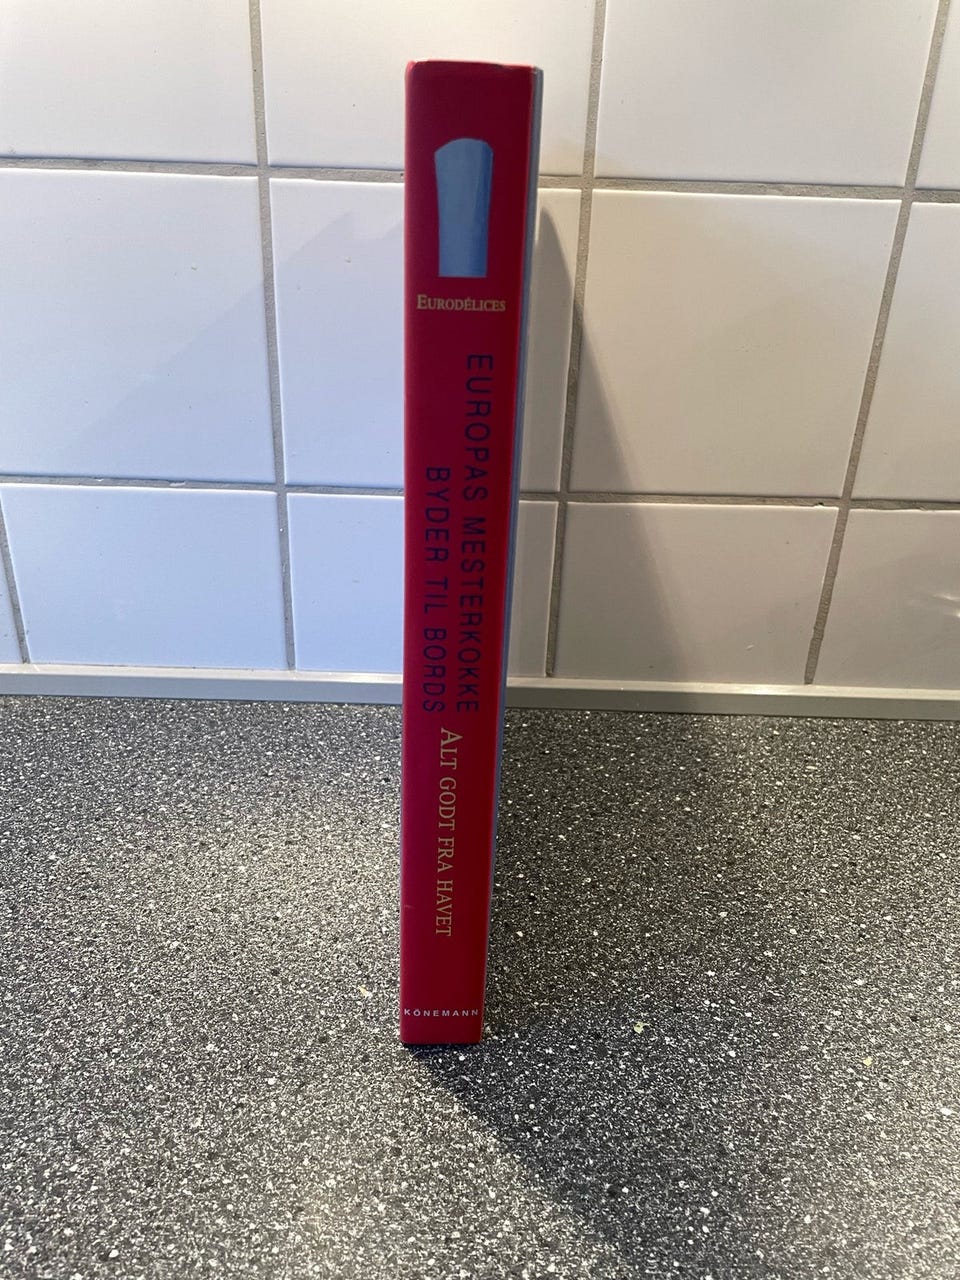 EURODÉLICES
EUROPAS MESTERKOKKE
BYDER TIL BORDS
ALT GODT FRA HAVET
KÖNEMANN